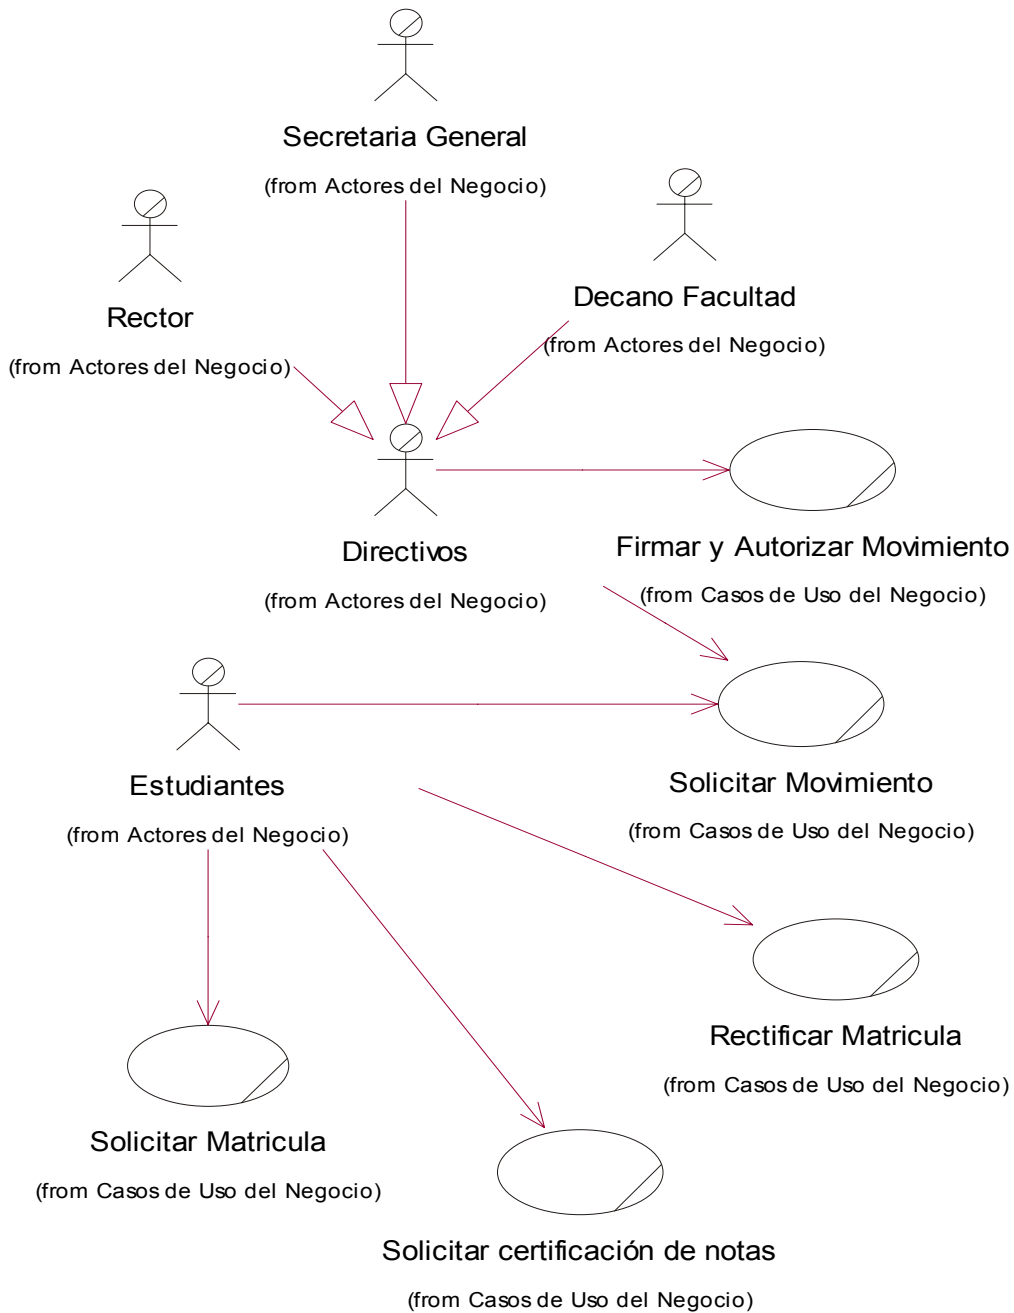 Secretaria General
(from Actores del Negocio)
Rector
(from Actores del Negocio)
Decano Facultad
(from Actores del Negocio)
Directivos
(from Actores del Negocio)
Firmar y Autorizar Movimiento
(from Casos de Uso del Negocio)
Estudiantes
(from Actores del Negocio)
Solicitar Movimiento
(from Casos de Uso del Negocio)
Rectificar Matricula
(from Casos de Uso del Negocio)
Solicitar Matricula
(from Casos de Uso del Negocio)
Solicitar certificación de notas
(from Casos de Uso del Negocio)